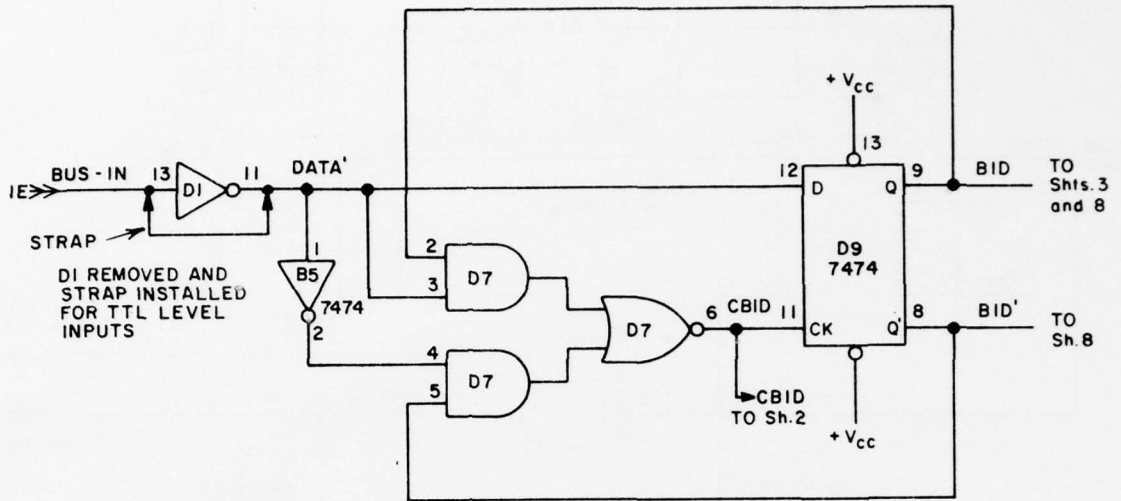 + Vcc
13
1E
BUS-IN
13
D1
11
DATA'
12
D
Q
9
BID
TO
Shts. 3
and 8
STRAP
D1 REMOVED AND
STRAP INSTALLED
FOR TTL LEVEL
INPUTS
1
B5
7474
2
2
3
D7
D9
7474
4
5
D7
D7
6
CBID
11
CK
Q'
8
BID'
TO
Sh. 8
CBID
TO Sh. 2
+ Vcc